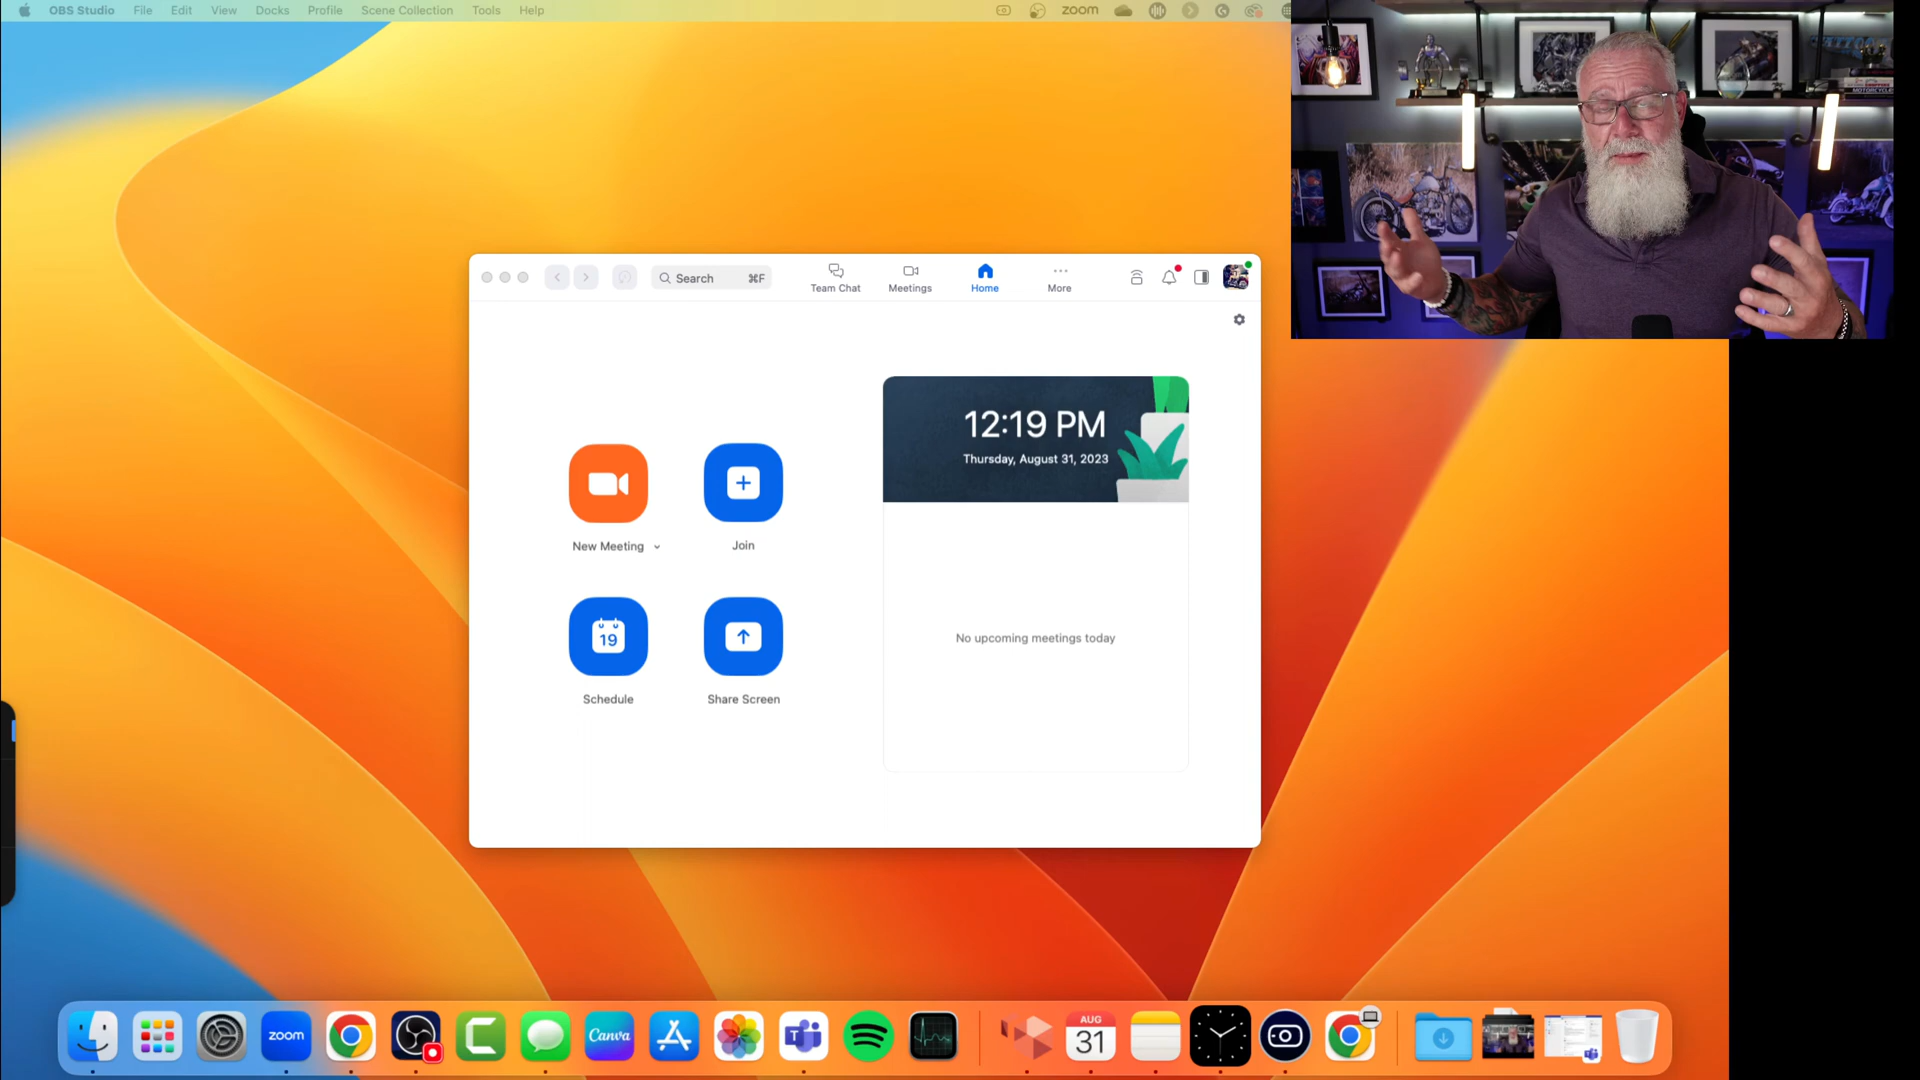 OBS Studio File Edit View Docks Profile Scene Collection Tools Help zoom
MOTORCYCLES
Search ⌘F
Team Chat
Meetings
Home
More
12:19 PM
Thursday, August 31, 2023
New Meeting
Join
19
Schedule
Share Screen
No upcoming meetings today
zoom
Canva
AUG
31